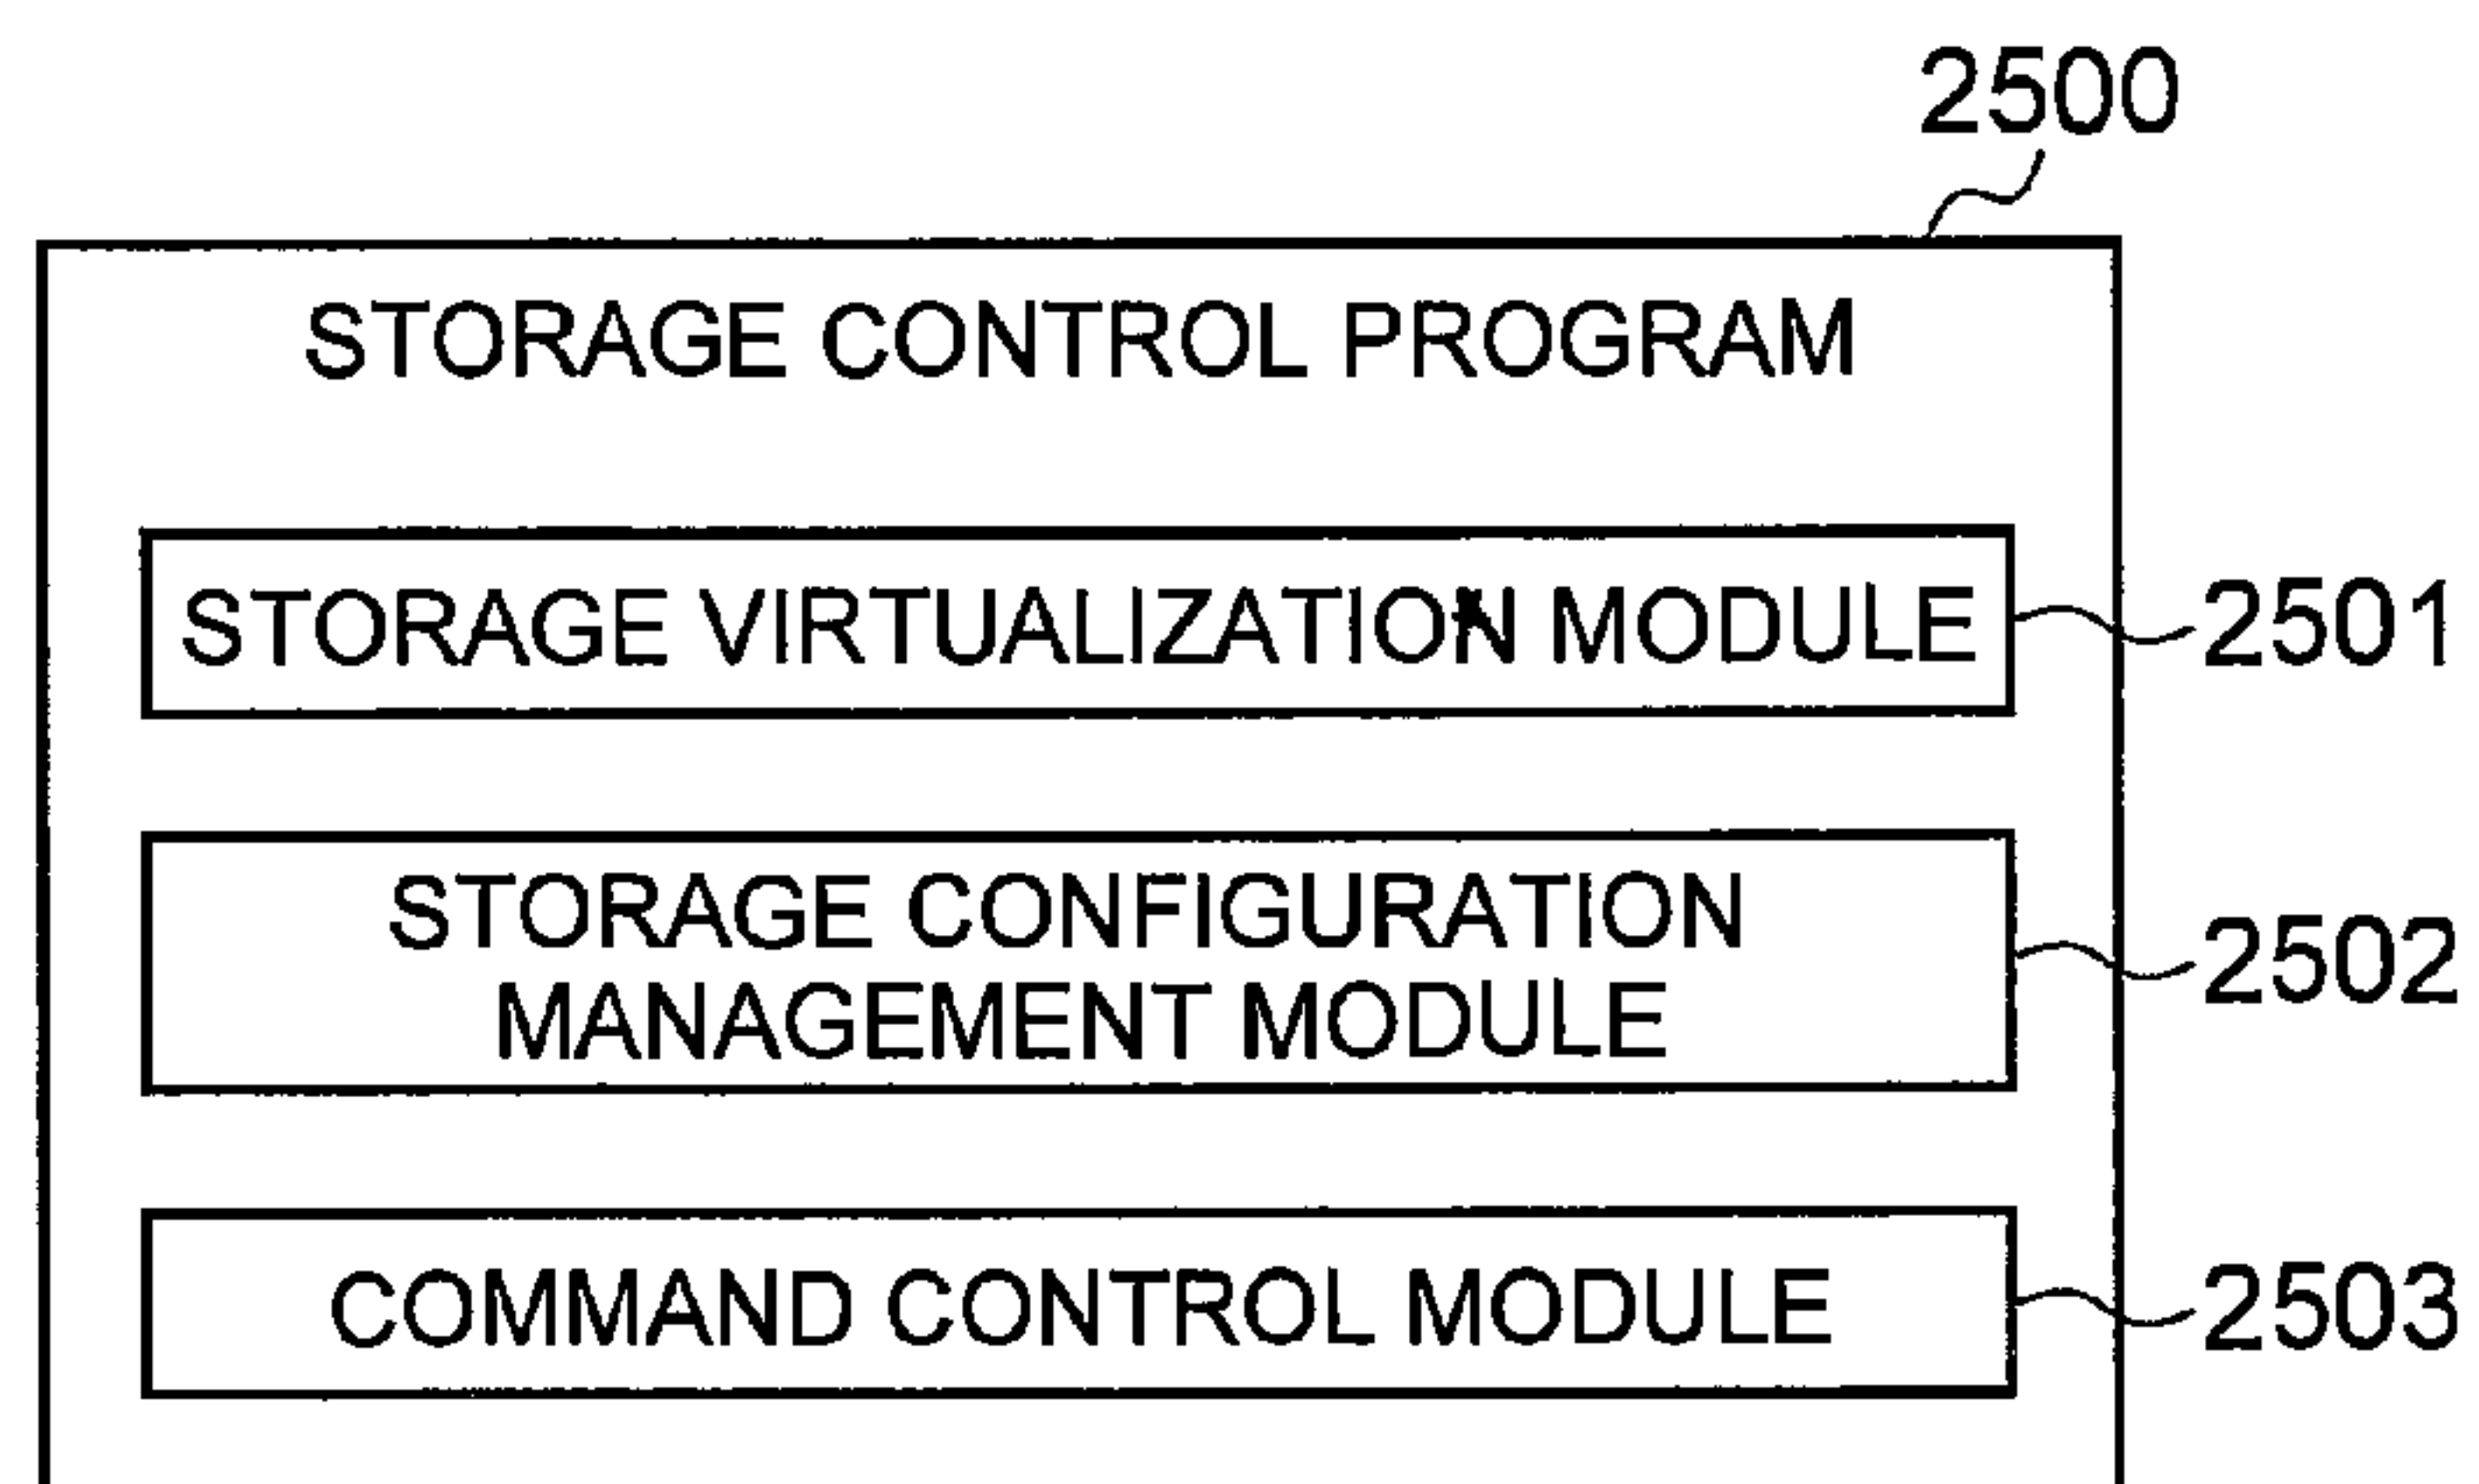 2500
STORAGE CONTROL PROGRAM
STORAGE VIRTUALIZATION MODULE
2501
STORAGE CONFIGURATION
MANAGEMENT MODULE
2502
COMMAND CONTROL MODULE
2503